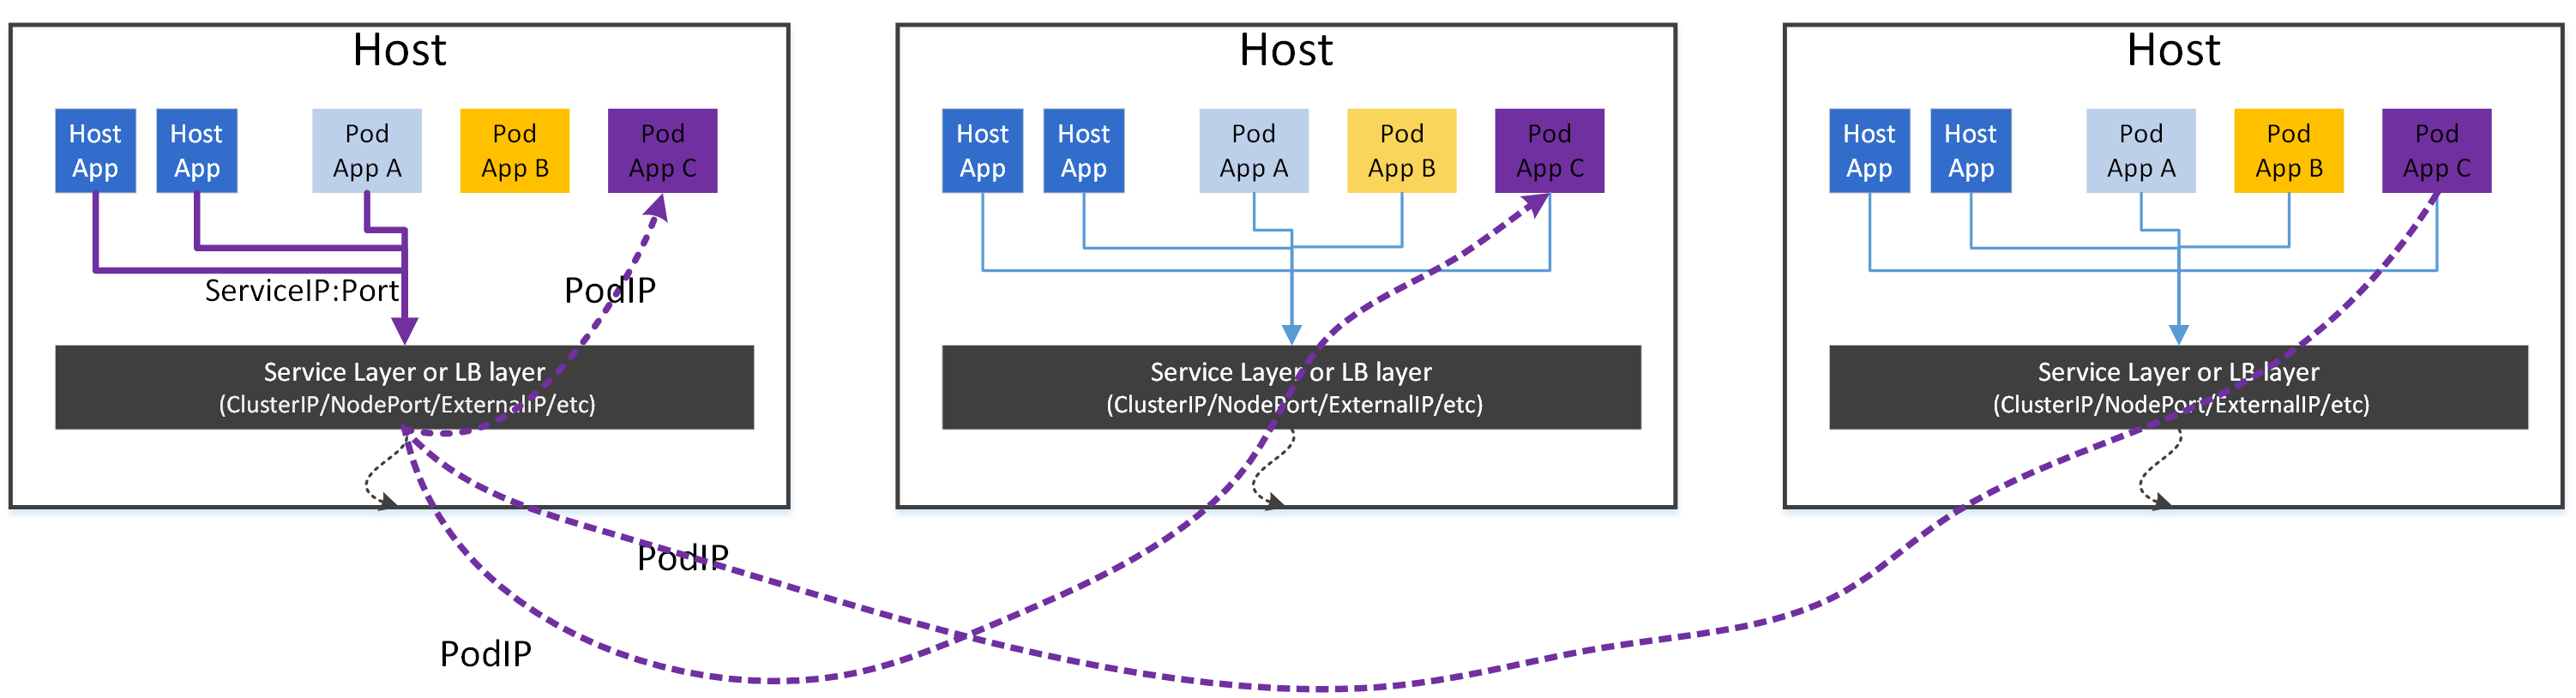 Host
Host
App
Host
App
Pod
App A
Pod
App B
Pod
App C
ServiceIP:Port
PodIP
Service Layer or LB layer
(ClusterIP/NodePort/ExternalIP/etc)
Host
Host
App
Host
App
Pod
App A
Pod
App B
Pod
App C
Service Layer or LB layer
(ClusterIP/NodePort/ExternalIP/etc)
Host
Host
App
Host
App
Pod
App A
Pod
App B
Pod
App C
Service Layer or LB layer
(ClusterIP/NodePort/ExternalIP/etc)
PodIP
PodIP